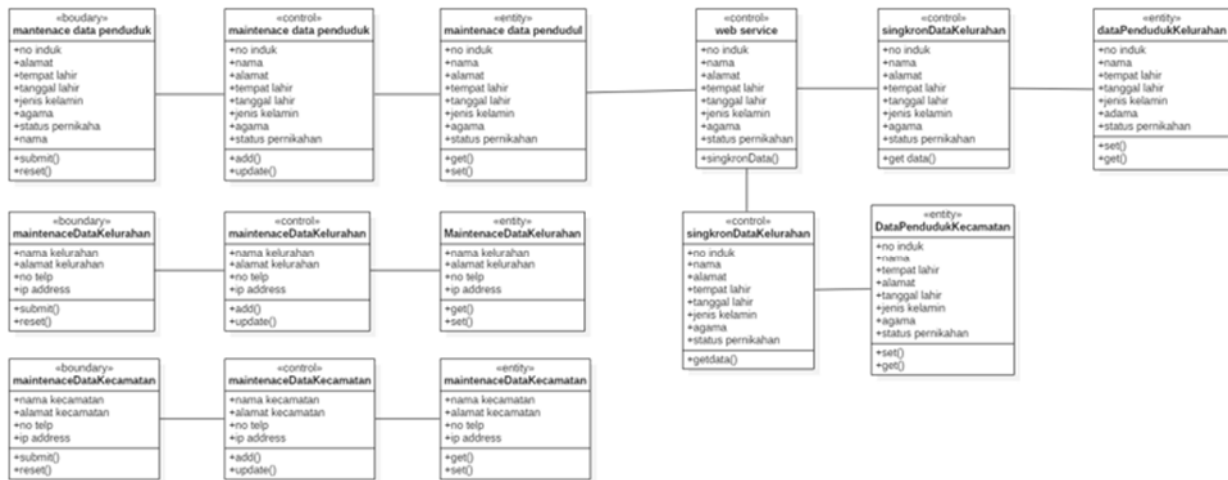 «boudary»
mantenace data penduduk
+no induk
+alamat
+tempat lahir
+tanggal lahir
+jenis kelamin
+agama
+status pernikaha
+nama
+submit()
+reset()
«control»
maintenece data penduduk
+no induk
+nama
+alamat
+tempat lahir
+tanggal lahir
+jenis kelamin
+agama
+status pernikahan
+add()
+update()
«entity»
maintenece data pendudul
+no induk
+nama
+alamat
+tempat lahir
+tanggal lahir
+jenis kelamin
+agama
+status pernikahan
+get()
+set()
«control»
web service
+no induk
+nama
+alamat
+tempat lahir
+tanggal lahir
+jenis kelamin
+agama
+status pernikahan
+singkronData()
«control»
singkronDataKelurahan
+no induk
+nama
+alamat
+tempat lahir
+tanggal lahir
+jenis kelamin
+agama
+status pernikahan
+get data()
«entity»
dataPendudukKelurahan
+no induk
+nama
+tempat lahir
+tanggal lahir
+jenis kelamin
+adama
+status pernikahan
+set()
+get()
«boundary»
maintenaceDataKelurahan
+nama kelurahan
+alamat kelurahan
+no telp
+ip address
+submit()
+reset()
«control»
maintenaceDataKelurahan
+nama kelurahan
+alamat kelurahan
+no telp
+ip address
+add()
+update()
«entity»
MaintenaceDataKelurahan
+nama kelurahan
+alamat kelurahan
+no telp
+ip address
+get()
+set()
«control»
singkronDataKelurahan
+no induk
+nama
+alamat
+tempat lahir
+tanggal lahir
+jenis kelamin
+agama
+status pernikahan
+getdata()
«entity»
DataPendudukKecamatan
+no induk
+nama
+tempat lahir
+alamat
+tanggal lahir
+jenis kelamin
+agama
+status pernikahan
+set()
+get()
«boundary»
maintenaceDataKecamatan
+nama kecamatan
+alamat kecamatan
+no telp
+ip address
+submit()
+reset()
«control»
maintenaceDataKecamatan
+nama kecamatan
+alamat kecamatan
+no telp
+ip address
+add()
+update()
«entity»
maintenaceDataKecamatan
+nama kecamatan
+alamat kecamatan
+no telp
+ip address
+get()
+set()